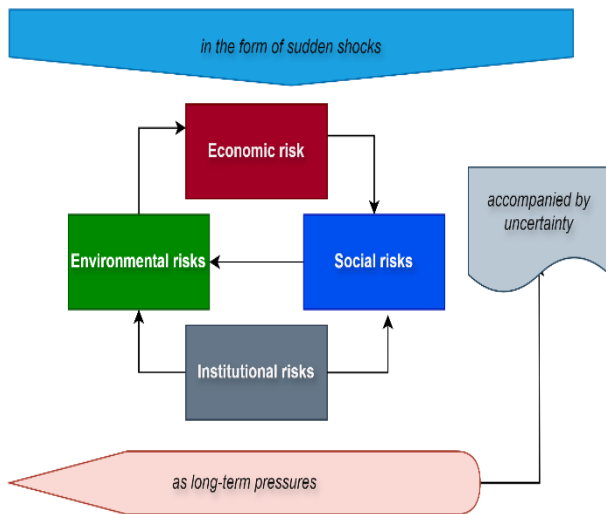 in the form of sudden shocks
Economic risk
accompanied by
uncertainty
Environmental risks
Social risks
Institutional risks
as long-term pressures